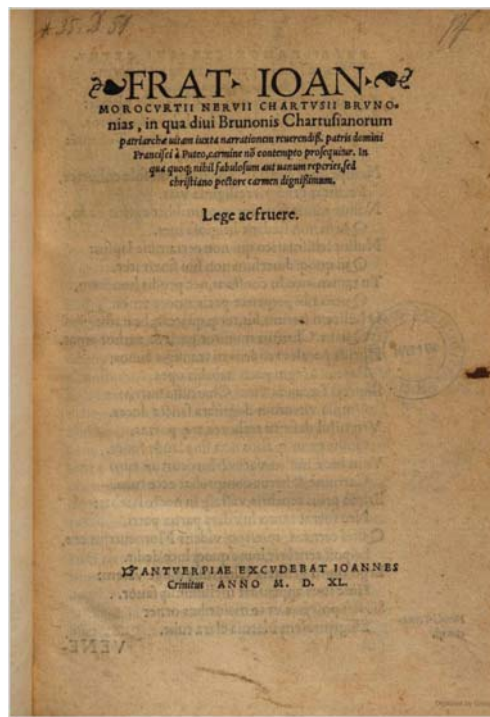 FRAT. IOAN.
MOROCVRTII NERVII CHARTVSII BRVNO-
nias, in qua diui Brunonis Chartusianorum
patriarchæ uitam iuxta narrationem reuerendiß. patris domini
Francisci à Puteo, carmine nō contempto prosequitur. In
qua quoq; nihil fabulosum aut uanum reperies, sed
christiano pectore carmen dignissimum.
Lege ac fruere.
ANTVERPIAE EXCVDEBAT IOANNES
Crinitus ANNO M. D. XL.